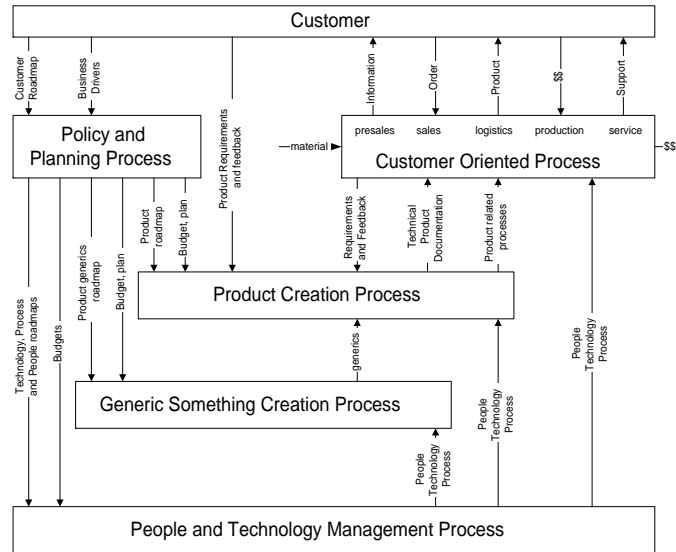 Customer
Customer
Roadmap
Business
Drivers
Product Requirements
and feedback
Information
Order
Product
$$
Support
Policy and
Planning Process
material
presales sales logistics production service
Customer Oriented Process
$$
Technology, Process
and People roadmaps
Budgets
Product generics
roadmap
Budget, plan
Product
roadmap
Budget, plan
Requirements
and Feedback
Technical
Product
Documentation
Product related
processes
Product Creation Process
generics
People
Technology
Process
People
Technology
Process
Generic Something Creation Process
People
Technology
Process
People and Technology Management Process